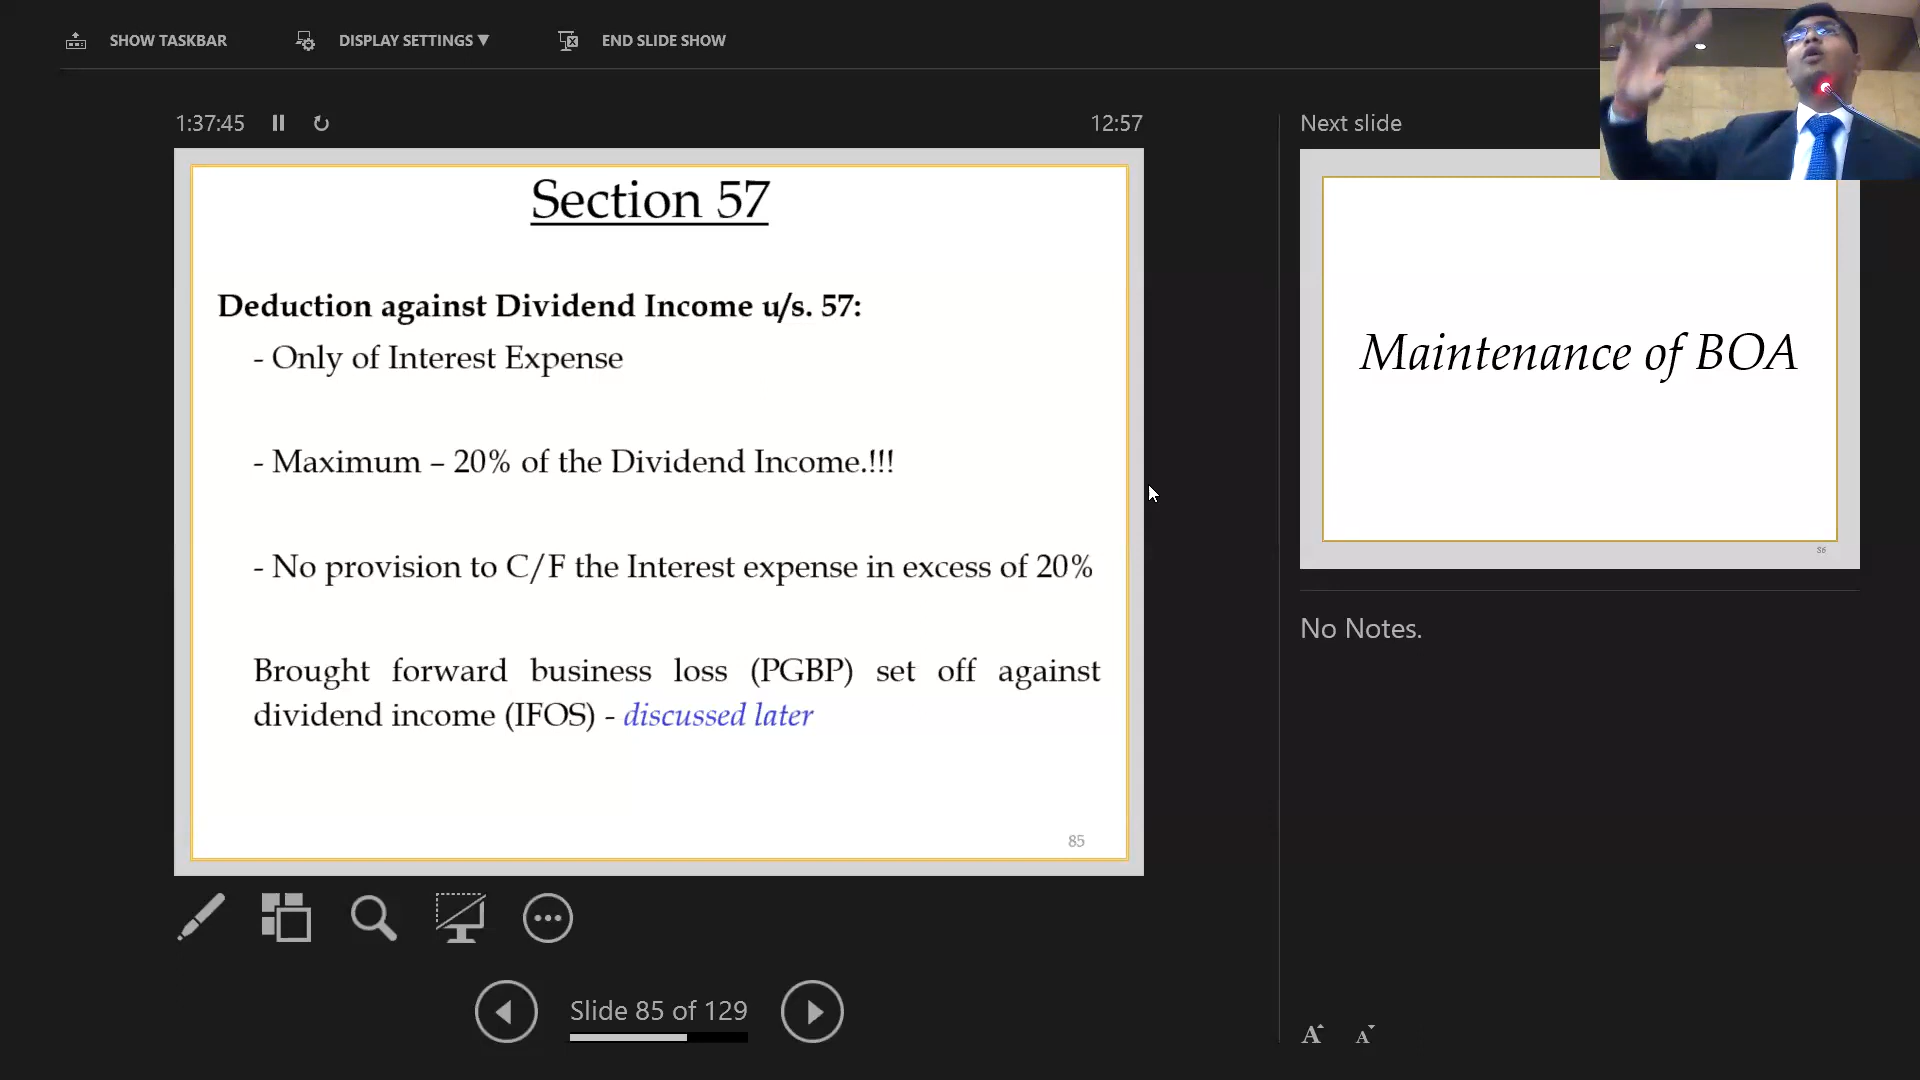 SHOW TASKBAR
DISPLAY SETTINGS ▼
END SLIDE SHOW
1:37:45
12:57
Section 57
Deduction against Dividend Income u/s. 57:
- Only of Interest Expense
- Maximum – 20% of the Dividend Income.!!!
- No provision to C/F the Interest expense in excess of 20%
Brought forward business loss (PGBP) set off against
dividend income (IFOS) - discussed later
85
Slide 85 of 129
Next slide
Maintenance of BOA
86
No Notes.
A A